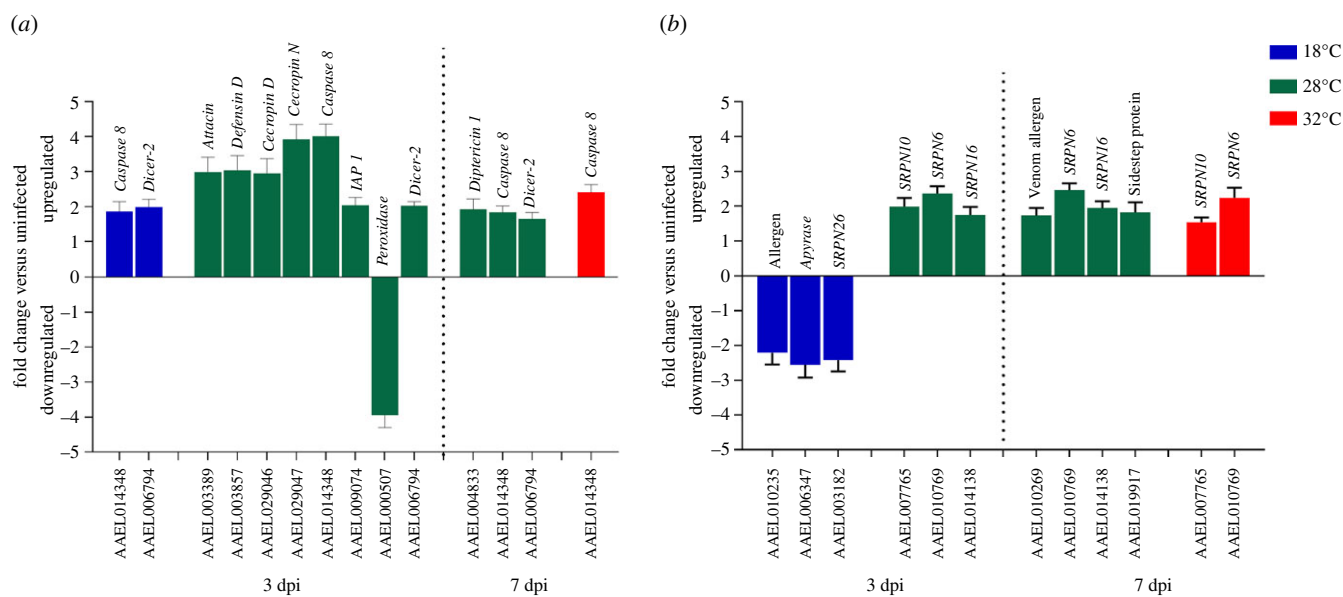 (a)
fold change versus uninfected
downregulated upregulated
5
4
3
2
1
0
–1
–2
–3
–4
–5
Caspase 8
Dicer-2
Attacin
Defensin D
Cecropin D
Cecropin N
Caspase 8
IAP 1
Peroxidase
Dicer-2
Diptericin 1
Caspase 8
Dicer-2
Caspase 8
AAEL014348
AAEL006794
AAEL003389
AAEL003857
AAEL029046
AAEL029047
AAEL014348
AAEL009074
AAEL000507
AAEL006794
AAEL004833
AAEL014348
AAEL006794
AAEL014348
3 dpi
7 dpi
(b)
fold change versus uninfected
downregulated upregulated
5
4
3
2
1
0
–1
–2
–3
–4
–5
Allergen
Apyrase
SRPN26
SRPN10
SRPN6
SRPN16
Venom allergen
SRPN6
SRPN16
Sidestep protein
SRPN10
SRPN6
AAEL010235
AAEL006347
AAEL003182
AAEL007765
AAEL010769
AAEL014138
AAEL010269
AAEL010769
AAEL014138
AAEL019917
AAEL007765
AAEL010769
3 dpi
7 dpi
18°C
28°C
32°C